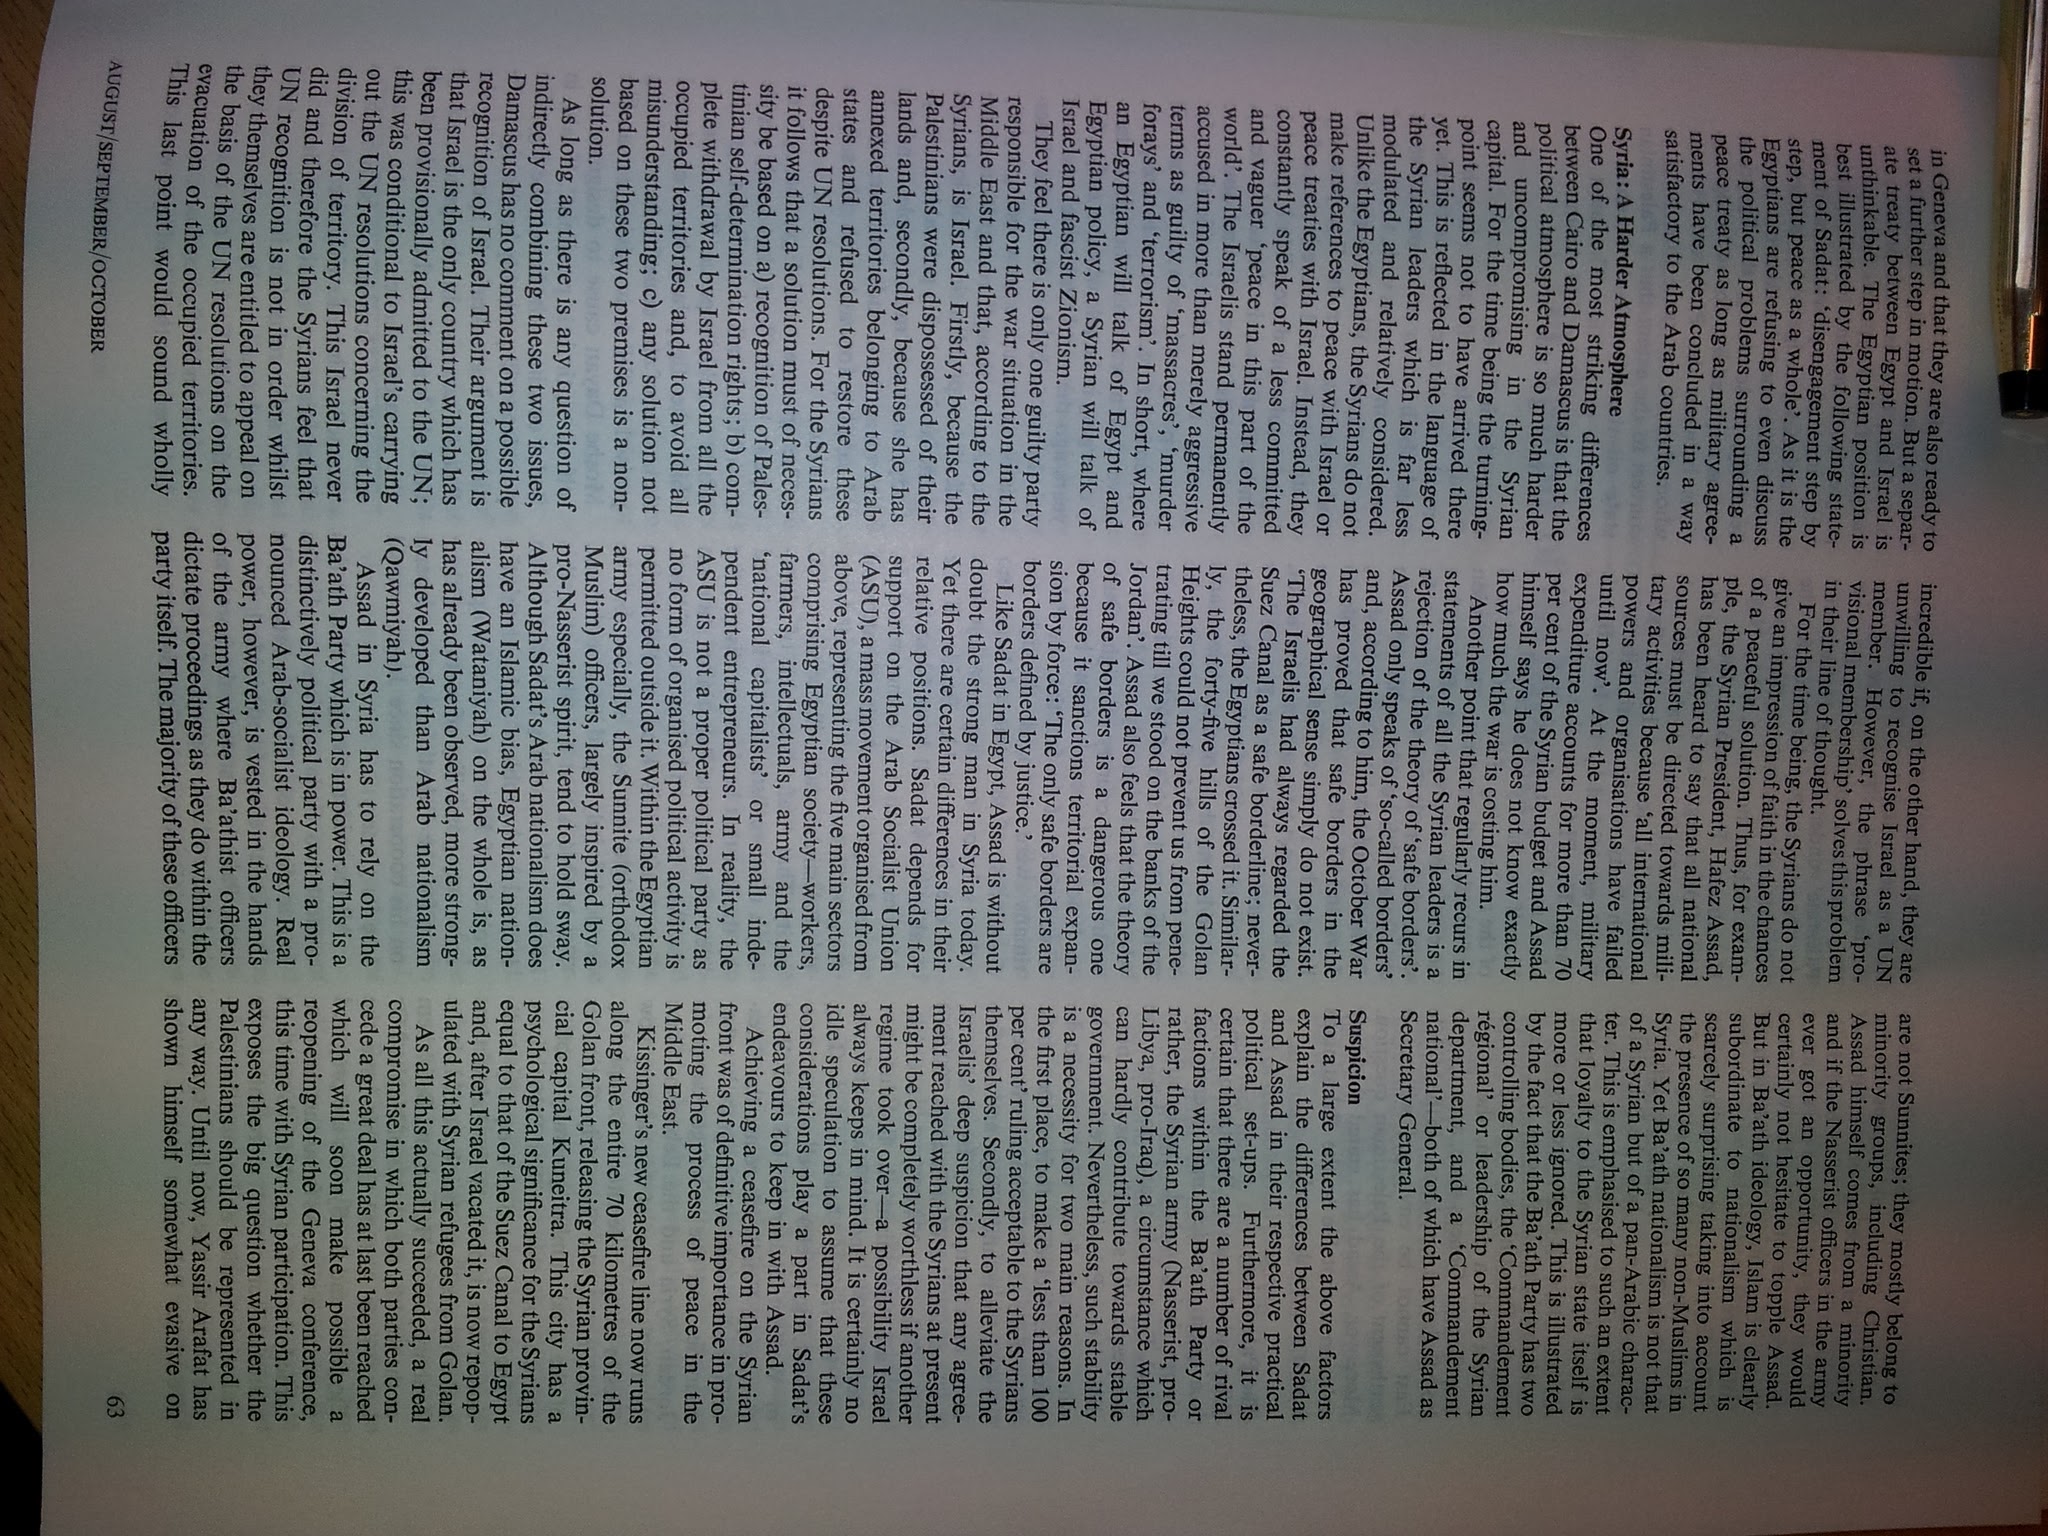 in Geneva and that they are also ready to
set a further step in motion. But a separ-
ate treaty between Egypt and Israel is
unthinkable. The Egyptian position is
best illustrated by the following state-
ment of Sadat: 'disengagement step by
step, but peace as a whole'. As it is the
Egyptians are refusing to even discuss
the political problems surrounding a
peace treaty as long as military agree-
ments have been concluded in a way
satisfactory to the Arab countries.
Syria: A Harder Atmosphere
One of the most striking differences
between Cairo and Damascus is that the
political atmosphere is so much harder
and uncompromising in the Syrian
capital. For the time being the turning-
point seems not to have arrived there
yet. This is reflected in the language of
the Syrian leaders which is far less
modulated and relatively considered.
Unlike the Egyptians, the Syrians do not
make references to peace with Israel or
peace treaties with Israel. Instead, they
constantly speak of a less committed
and vaguer 'peace in this part of the
world'. The Israelis stand permanently
accused in more than merely aggressive
terms as guilty of 'massacres', 'murder
forays' and 'terrorism'. In short, where
an Egyptian will talk of Egypt and
Egyptian policy, a Syrian will talk of
Israel and fascist Zionism.
They feel there is only one guilty party
responsible for the war situation in the
Middle East and that, according to the
Syrians, is Israel. Firstly, because the
Palestinians were dispossessed of their
lands and, secondly, because she has
annexed territories belonging to Arab
states and refused to restore these
despite UN resolutions. For the Syrians
it follows that a solution must of neces-
sity be based on a) recognition of Pales-
tinian self-determination rights; b) com-
plete withdrawal by Israel from all the
occupied territories and, to avoid all
misunderstanding; c) any solution not
based on these two premises is a non-
solution.
As long as there is any question of
indirectly combining these two issues,
Damascus has no comment on a possible
recognition of Israel. Their argument is
that Israel is the only country which has
been provisionally admitted to the UN;
this was conditional to Israel's carrying
out the UN resolutions concerning the
division of territory. This Israel never
did and therefore the Syrians feel that
UN recognition is not in order whilst
they themselves are entitled to appeal on
the basis of the UN resolutions on the
evacuation of the occupied territories.
This last point would sound wholly
incredible if, on the other hand, they are
unwilling to recognise Israel as a UN
member. However, the phrase 'pro-
visional membership' solves this problem
in their line of thought.
For the time being, the Syrians do not
give an impression of faith in the chances
of a peaceful solution. Thus, for exam-
ple, the Syrian President, Hafez Assad,
has been heard to say that all national
sources must be directed towards mili-
tary activities because 'all international
powers and organisations have failed
until now'. At the moment, military
expenditure accounts for more than 70
per cent of the Syrian budget and Assad
himself says he does not know exactly
how much the war is costing him.
Another point that regularly recurs in
statements of all the Syrian leaders is a
rejection of the theory of 'safe borders'.
Assad only speaks of 'so-called borders'
and, according to him, the October War
has proved that safe borders in the
geographical sense simply do not exist.
'The Israelis had always regarded the
Suez Canal as a safe borderline; never-
theless, the Egyptians crossed it. Similar-
ly, the forty-five hills of the Golan
Heights could not prevent us from pene-
trating till we stood on the banks of the
Jordan'. Assad also feels that the theory
of safe borders is a dangerous one
because it sanctions territorial expan-
sion by force: 'The only safe borders are
borders defined by justice.'
Like Sadat in Egypt, Assad is without
doubt the strong man in Syria today.
Yet there are certain differences in their
relative positions. Sadat depends for
support on the Arab Socialist Union
(ASU), a mass movement organised from
above, representing the five main sectors
comprising Egyptian society—workers,
farmers, intellectuals, army and the
'national capitalists' or small inde-
pendent entrepreneurs. In reality, the
ASU is not a proper political party as
no form of organised political activity is
permitted outside it. Within the Egyptian
army especially, the Sunnite (orthodox
Muslim) officers, largely inspired by a
pro-Nasserist spirit, tend to hold sway.
Although Sadat's Arab nationalism does
have an Islamic bias, Egyptian nation-
alism (Wataniyah) on the whole is, as
has already been observed, more strong-
ly developed than Arab nationalism
(Qawmiyah).
Assad in Syria has to rely on the
Ba'ath Party which is in power. This is a
distinctively political party with a pro-
nounced Arab-socialist ideology. Real
power, however, is vested in the hands
of the army where Ba'athist officers
dictate proceedings as they do within the
party itself. The majority of these officers
are not Sunnites; they mostly belong to
minority groups, including Christian.
Assad himself comes from a minority
and if the Nasserist officers in the army
ever got an opportunity, they would
certainly not hesitate to topple Assad.
But in Ba'ath ideology, Islam is clearly
subordinate to nationalism which is
scarcely surprising taking into account
the presence of so many non-Muslims in
Syria. Yet Ba'ath nationalism is not that
of a Syrian but of a pan-Arabic charac-
ter. This is emphasised to such an extent
that loyalty to the Syrian state itself is
more or less ignored. This is illustrated
by the fact that the Ba'ath Party has two
controlling bodies, the 'Commandement
régional' or leadership of the Syrian
department, and a 'Commandement
national'—both of which have Assad as
Secretary General.
Suspicion
To a large extent the above factors
explain the differences between Sadat
and Assad in their respective practical
political set-ups. Furthermore, it is
certain that there are a number of rival
factions within the Ba'ath Party or
rather, the Syrian army (Nasserist, pro-
Libya, pro-Iraq), a circumstance which
can hardly contribute towards stable
government. Nevertheless, such stability
is a necessity for two main reasons. In
the first place, to make a 'less than 100
per cent' ruling acceptable to the Syrians
themselves. Secondly, to alleviate the
Israelis' deep suspicion that any agree-
ment reached with the Syrians at present
might be completely worthless if another
regime took over—a possibility Israel
always keeps in mind. It is certainly no
idle speculation to assume that these
considerations play a part in Sadat's
endeavours to keep in with Assad.
Achieving a ceasefire on the Syrian
front was of definitive importance in pro-
moting the process of peace in the
Middle East.
Kissinger's new ceasefire line now runs
along the entire 70 kilometres of the
Golan front, releasing the Syrian provin-
cial capital Kuneitra. This city has a
psychological significance for the Syrians
equal to that of the Suez Canal to Egypt
and, after Israel vacated it, is now repop-
ulated with Syrian refugees from Golan.
As all this actually succeeded, a real
compromise in which both parties con-
cede a great deal has at last been reached
which will soon make possible a
reopening of the Geneva conference,
this time with Syrian participation. This
exposes the big question whether the
Palestinians should be represented in
any way. Until now, Yassir Arafat has
shown himself somewhat evasive on
AUGUST/SEPTEMBER/OCTOBER
63